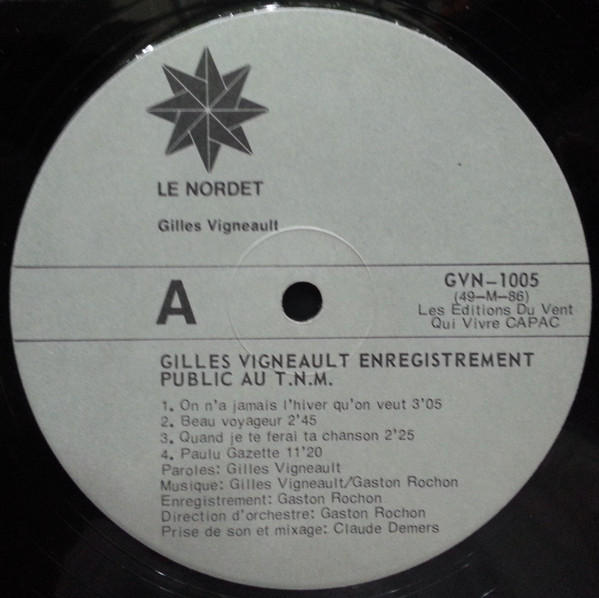 LE NORDET
Gilles Vigneault
A
GVN-1005
(49-M-86)
Les Éditions Du Vent
Qui Vivre CAPAC
GILLES VIGNEAULT ENREGISTREMENT
PUBLIC AU T.N.M.
1. On n'a jamais l'hiver qu'on veut 3'05
2. Beau voyageur 2'45
3. Quand je te ferai ta chanson 2'25
4. Paulu Gazette 11'20
Paroles: Gilles Vigneault
Musique: Gilles Vigneault/Gaston Rochon
Enregistrement: Gaston Rochon
Direction d'orchestre: Gaston Rochon
Prise de son et mixage: Claude Demers